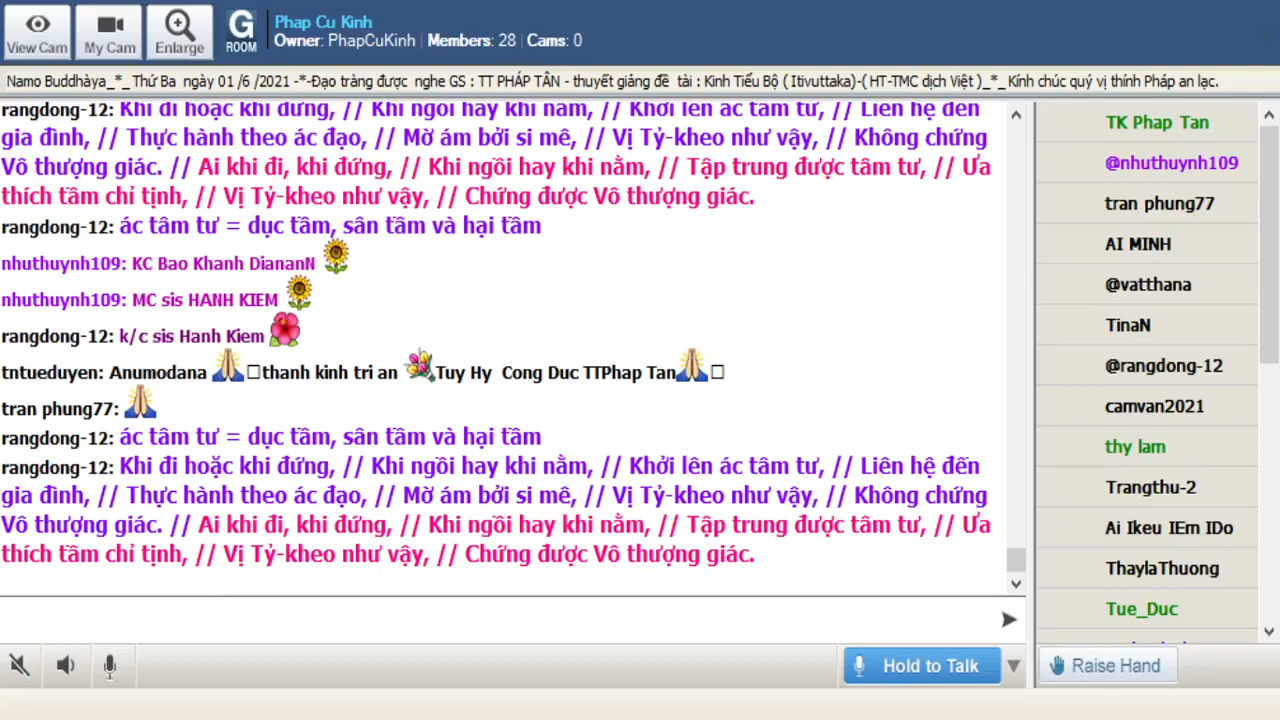 View Cam
My Cam
Enlarge
G
ROOM
Phap Cu Kinh
Owner: PhapCuKinh | Members: 28 | Cams: 0
Namo Buddhàya_*_ Thứ Ba ngày 01 /6 /2021 -*-Đạo tràng được nghe GS : TT PHÁP TÂN - thuyết giảng đề tài : Kinh Tiểu Bộ ( Itivuttaka)-( HT-TMC dịch Việt )_*_ Kính chúc quý vị thính Pháp an lạc.
rangdong-12: Khi đi hoặc khi đứng, // Khi ngồi hay khi nằm, // Khởi lên ác tâm tư, // Liên hệ đến
gia đình, // Thực hành theo ác đạo, // Mờ ám bởi si mê, // Vị Tỷ-kheo như vậy, // Không chứng
Vô thượng giác. // Ai khi đi, khi đứng, // Khi ngồi hay khi nằm, // Tập trung được tâm tư, // Ưa
thích tầm chỉ tịnh, // Vị Tỷ-kheo như vậy, // Chứng được Vô thượng giác.
rangdong-12: ác tâm tư = dục tầm, sân tầm và hại tầm
nhuthuynh109: KC Bao Khanh DiananN
nhuthuynh109: MC sis HANH KIEM
rangdong-12: k/c sis Hanh Kiem
tntueduyen: Anumodana thanh kinh tri an Tuy Hy Cong Duc TTPhap Tan
tran phung77:
rangdong-12: ác tâm tư = dục tầm, sân tầm và hại tầm
rangdong-12: Khi đi hoặc khi đứng, // Khi ngồi hay khi nằm, // Khởi lên ác tâm tư, // Liên hệ đến
gia đình, // Thực hành theo ác đạo, // Mờ ám bởi si mê, // Vị Tỷ-kheo như vậy, // Không chứng
Vô thượng giác. // Ai khi đi, khi đứng, // Khi ngồi hay khi nằm, // Tập trung được tâm tư, // Ưa
thích tầm chỉ tịnh, // Vị Tỷ-kheo như vậy, // Chứng được Vô thượng giác.
TK Phap Tan
@nhuthuynh109
tran phung77
AI MINH
@vatthana
TinaN
@rangdong-12
camvan2021
thy lam
Trangthu-2
Ai Ikeu IEm IDo
ThaylaThuong
Tue_Duc
Hold to Talk
Raise Hand